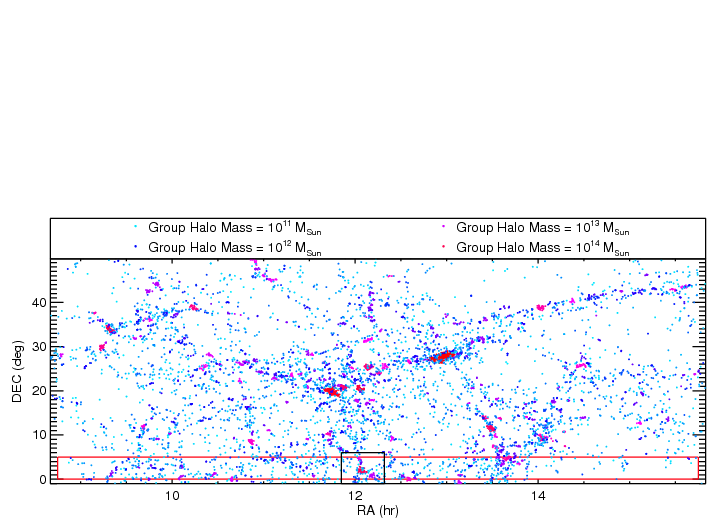 Group Halo Mass = 10¹¹ M_Sun Group Halo Mass = 10¹³ M_Sun
Group Halo Mass = 10¹² M_Sun Group Halo Mass = 10¹⁴ M_Sun
40
30
20
10
0
DEC (deg)
10 12 14
RA (hr)